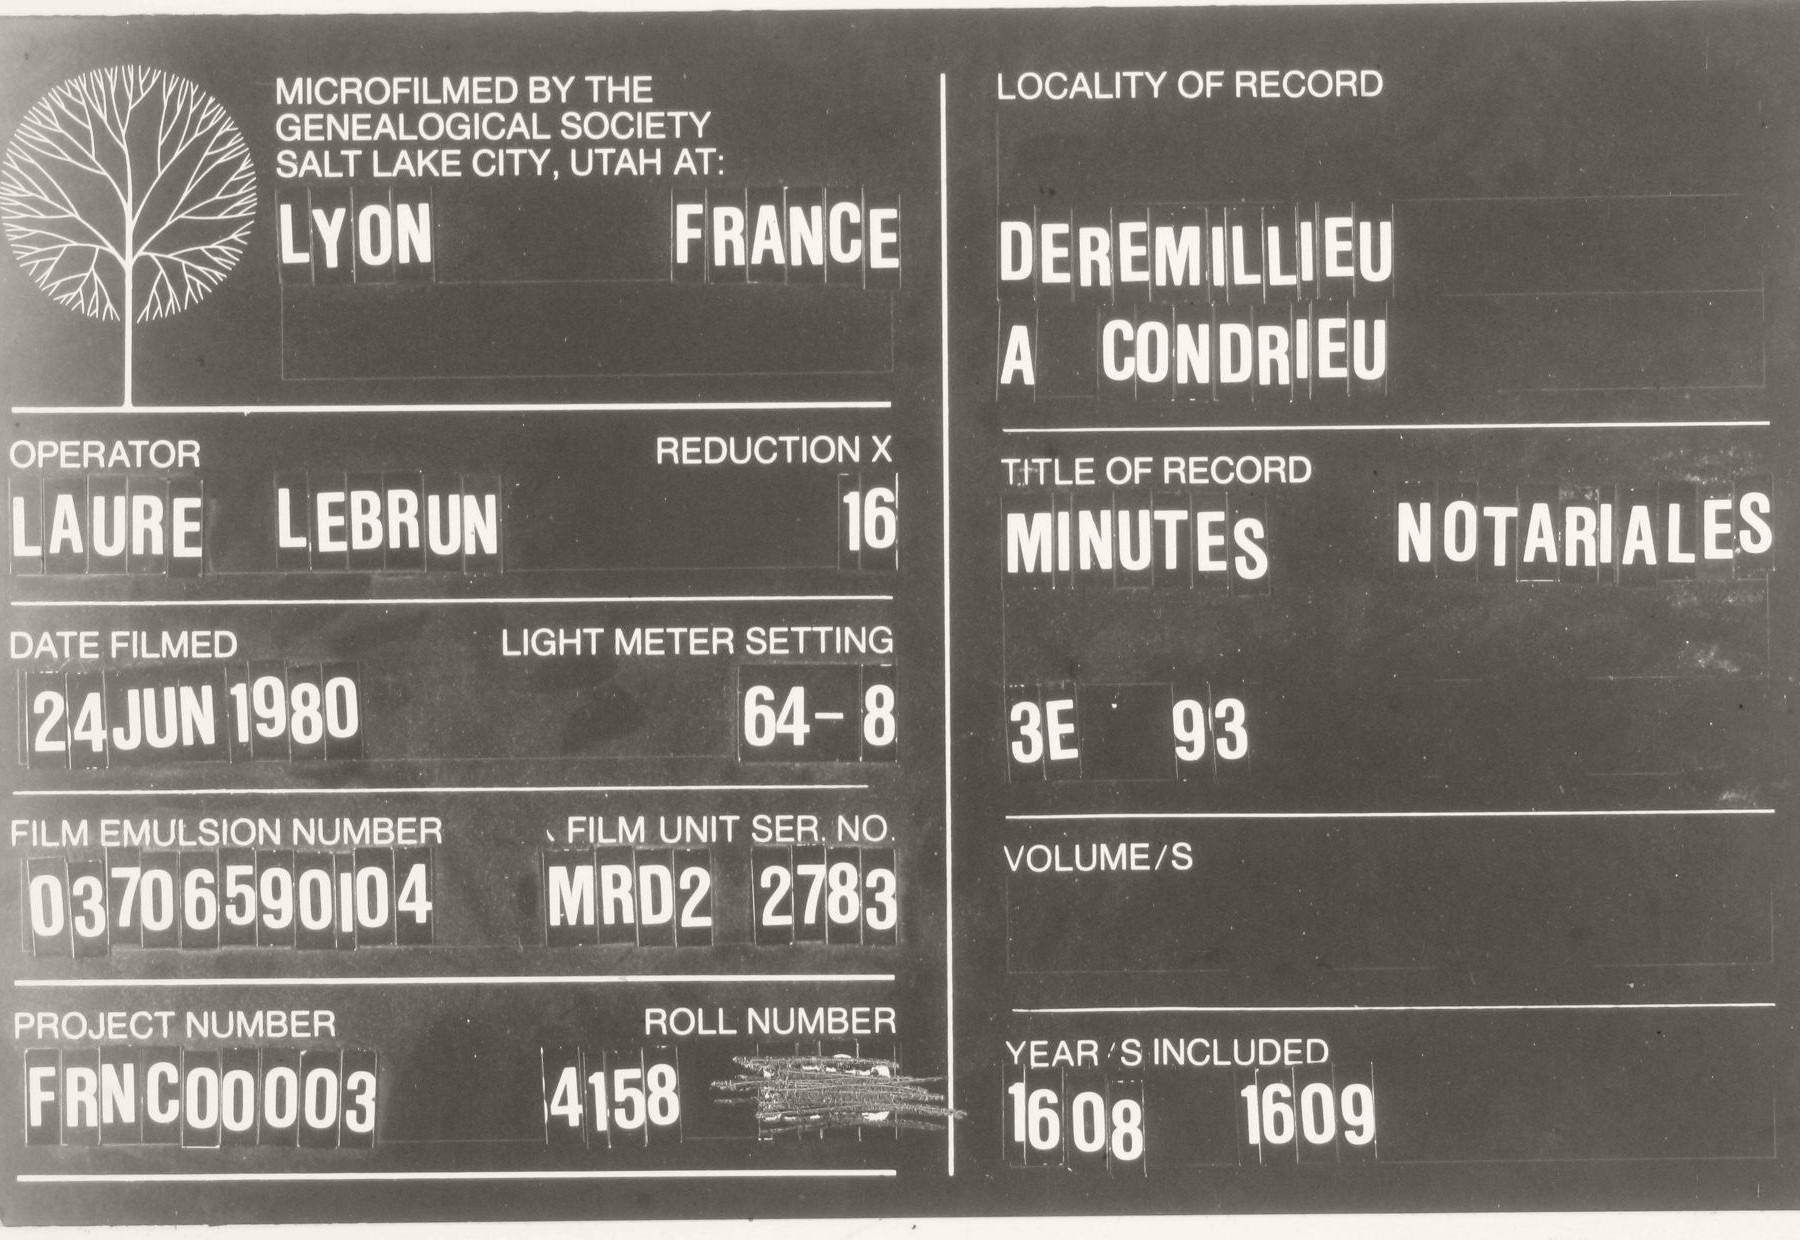 MICROFILMED BY THE
GENEALOGICAL SOCIETY
SALT LAKE CITY, UTAH AT:
LYON FRANCE
OPERATOR REDUCTION X
LAURE LEBRUN 16
DATE FILMED LIGHT METER SETTING
24 JUN 1980 64- 8
FILM EMULSION NUMBER FILM UNIT SER. NO.
03706590104 MRD2 2783
PROJECT NUMBER ROLL NUMBER
FRNC00003 4158
LOCALITY OF RECORD
DEREMILLIEU
A CONDRIEU
TITLE OF RECORD
MINUTES NOTARIALES
3E 93
VOLUME/S
YEAR/S INCLUDED
1608 1609